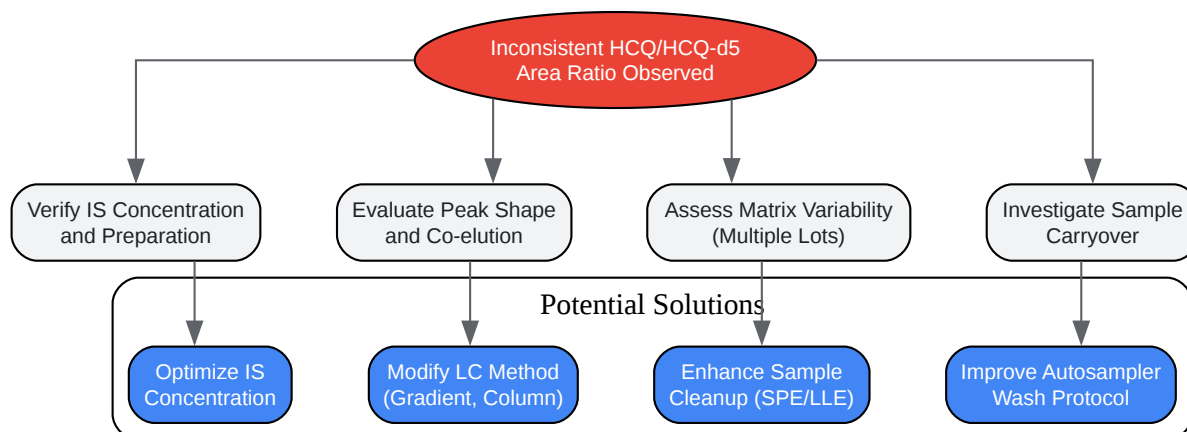 Inconsistent HCQ/HCQ-d5
Area Ratio Observed
Verify IS Concentration
and Preparation
Evaluate Peak Shape
and Co-elution
Assess Matrix Variability
(Multiple Lots)
Investigate Sample
Carryover
Potential Solutions
Optimize IS
Concentration
Modify LC Method
(Gradient, Column)
Enhance Sample
Cleanup (SPE/LLE)
Improve Autosampler
Wash Protocol